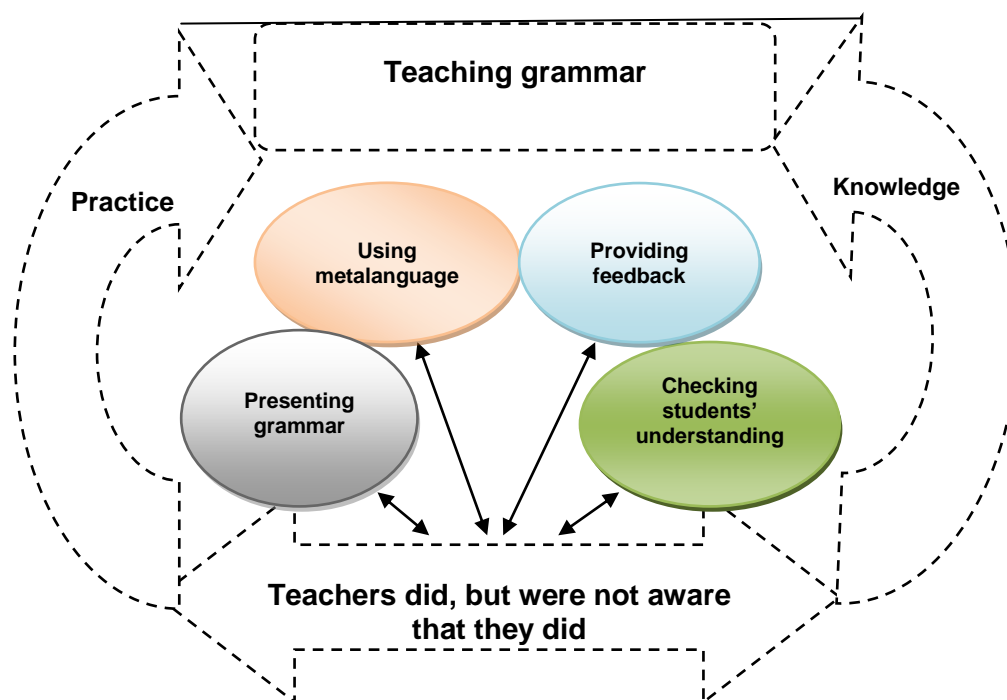 Teaching grammar
Practice
Knowledge
Using
metalanguage
Providing
feedback
Presenting
grammar
Checking
students’
understanding
Teachers did, but were not aware
that they did